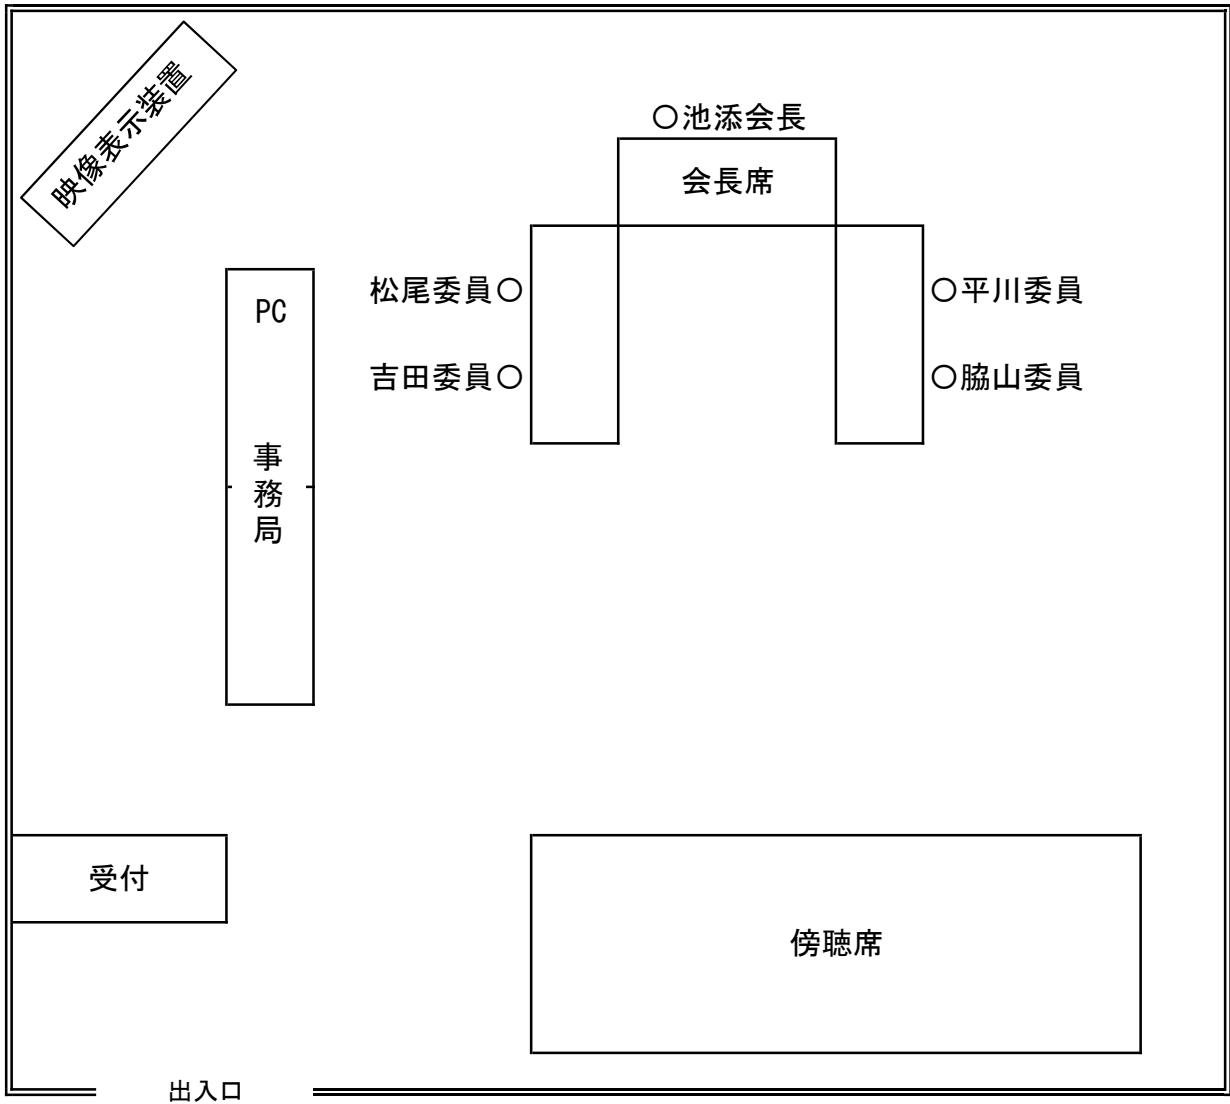 映像表示装置
○池添会長
会長席
松尾委員○
○平川委員
PC
吉田委員○
○脇山委員
事務局
受付
傍聴席
出入口